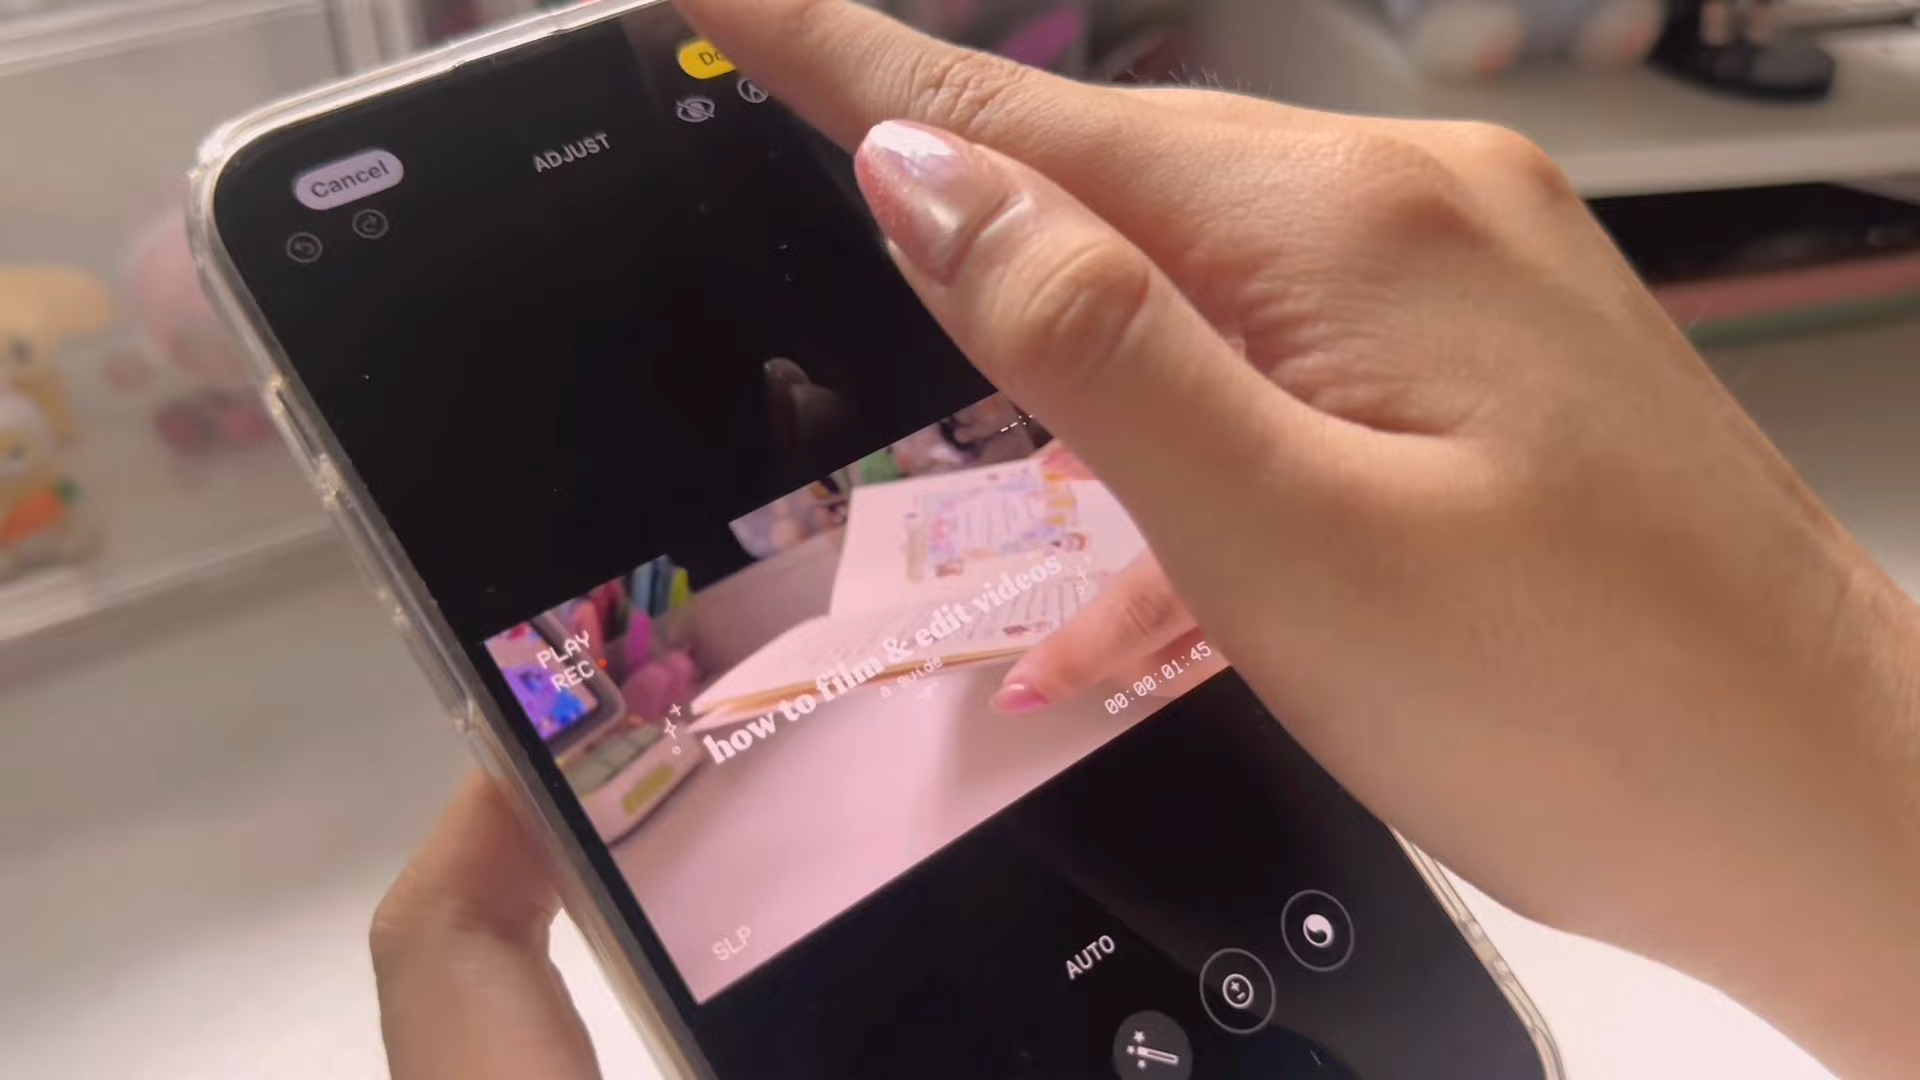 Cancel
ADJUST
PLAY
REC
how to film & edit videos
a guide
00:00:01:45
SLP
AUTO